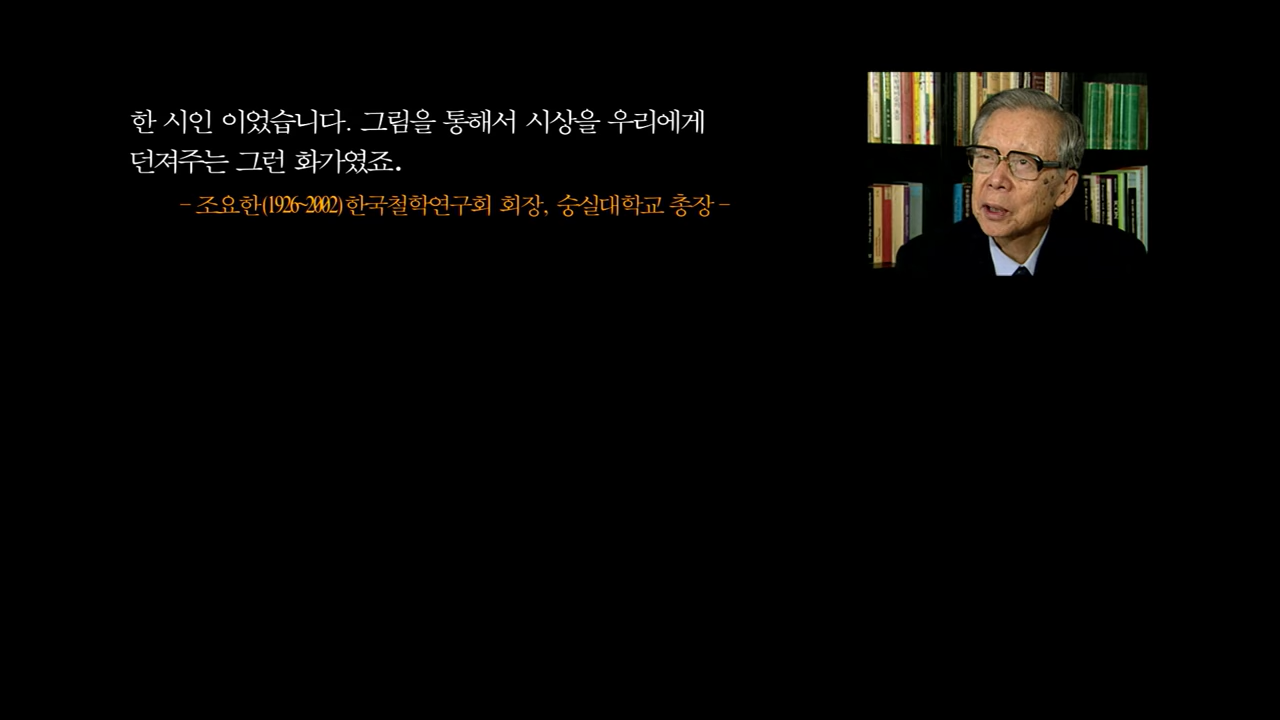 한 시인 이었습니다. 그림을 통해서 시상을 우리에게
던져주는 그런 화가였죠.
- 조요한(1926~2002)한국철학연구회 회장, 숭실대학교 총장 -